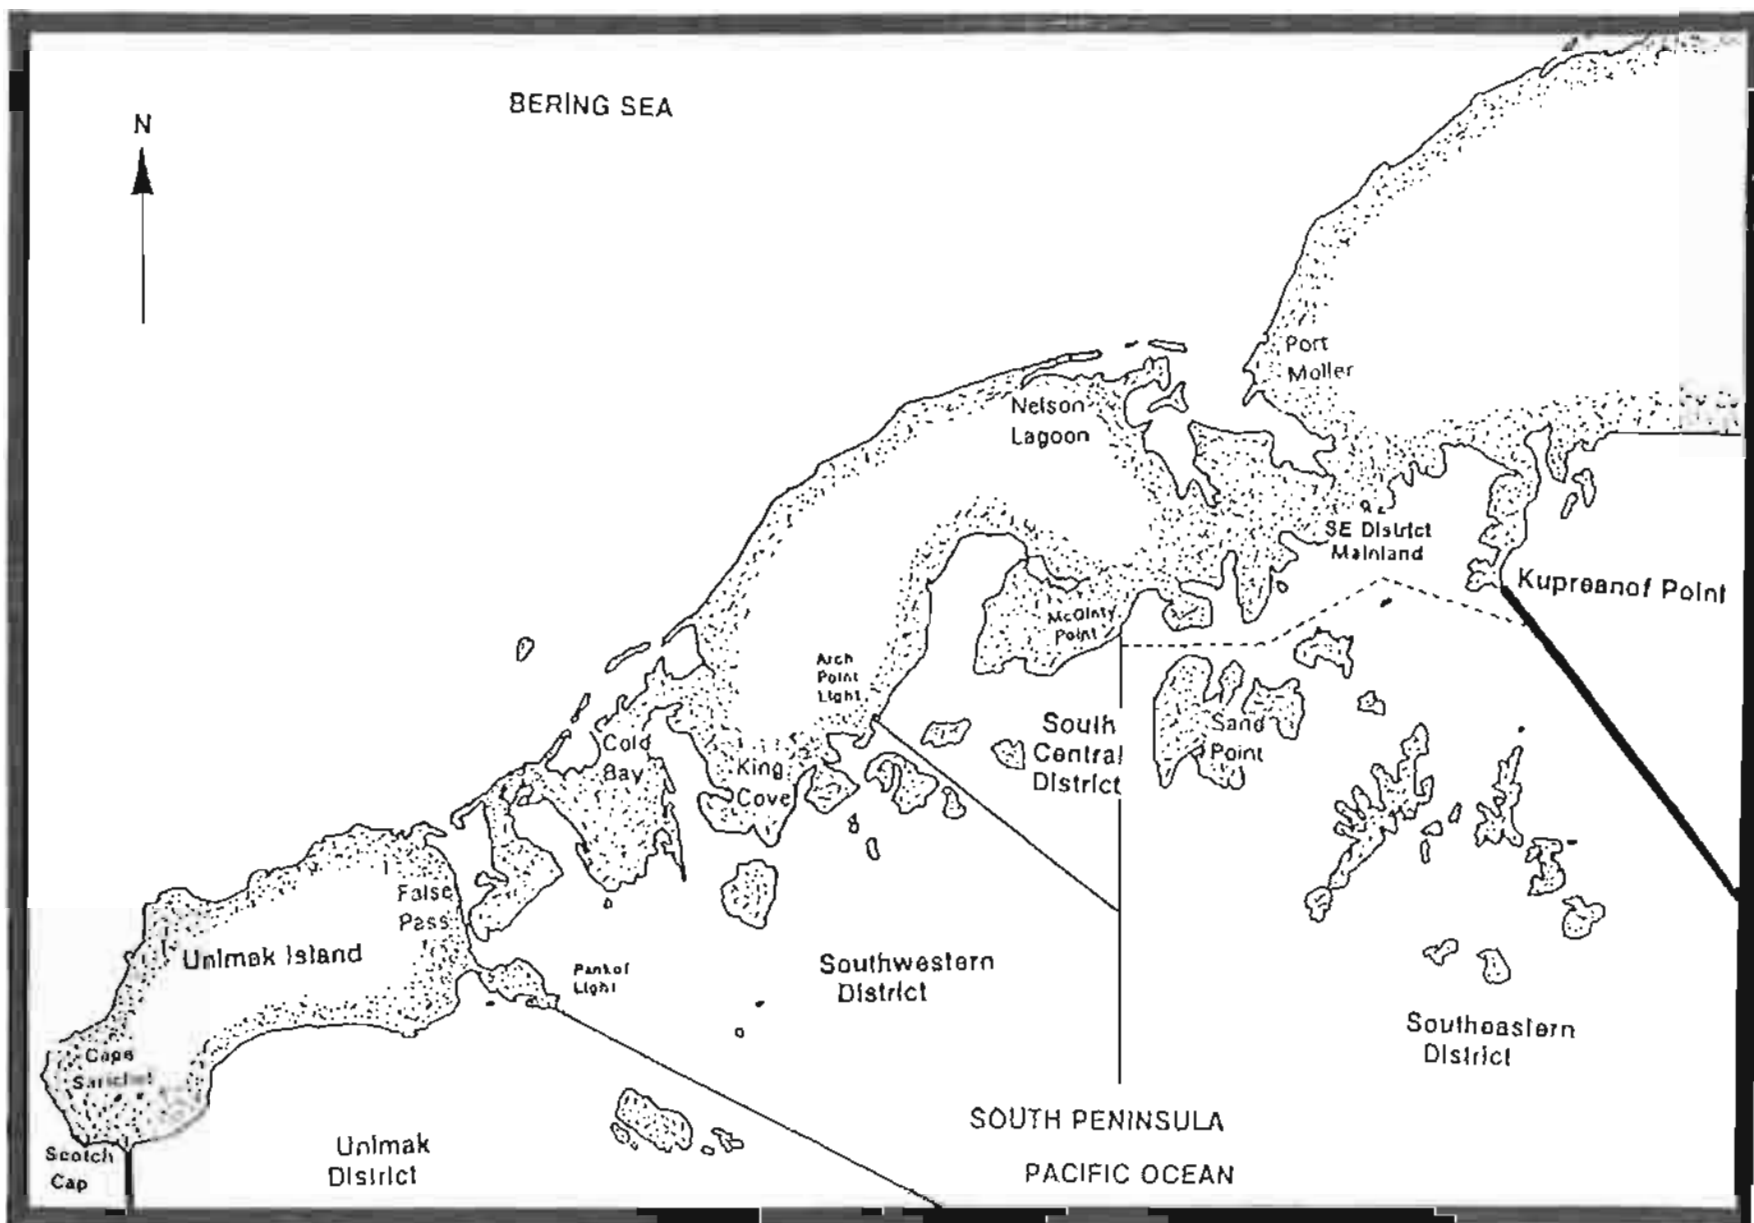 BERING SEA
N
Port
Moller
Nelson
Lagoon
SE District
Mainland
Kupreanof Point
McGinty
Point
Arch
Point
Light
South
Central
District
Sand
Point
Cold
Bay
King
Cove
False
Pass
Unimak Island
Pankof
Light
Southwestern
District
Southeastern
District
Cape
Sarichef
Scotch
Cap
Unimak
District
SOUTH PENINSULA
PACIFIC OCEAN